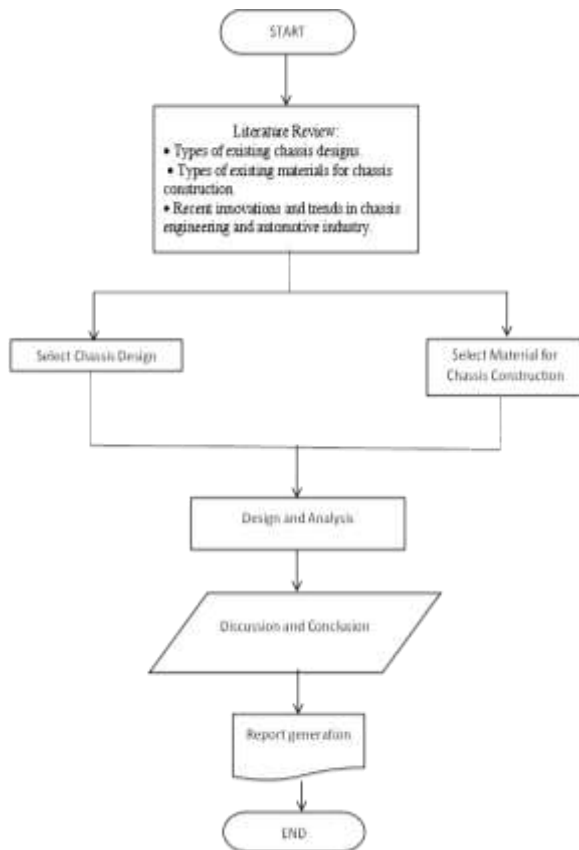 START
Literature Review:
• Types of existing chassis designs
• Types of existing materials for chassis
construction
• Recent innovations and trends in chassis
engineering and automotive industry.
Select Chassis Design
Select Material for
Chassis Construction
Design and Analysis
Discussion and Conclusion
Report generation
END